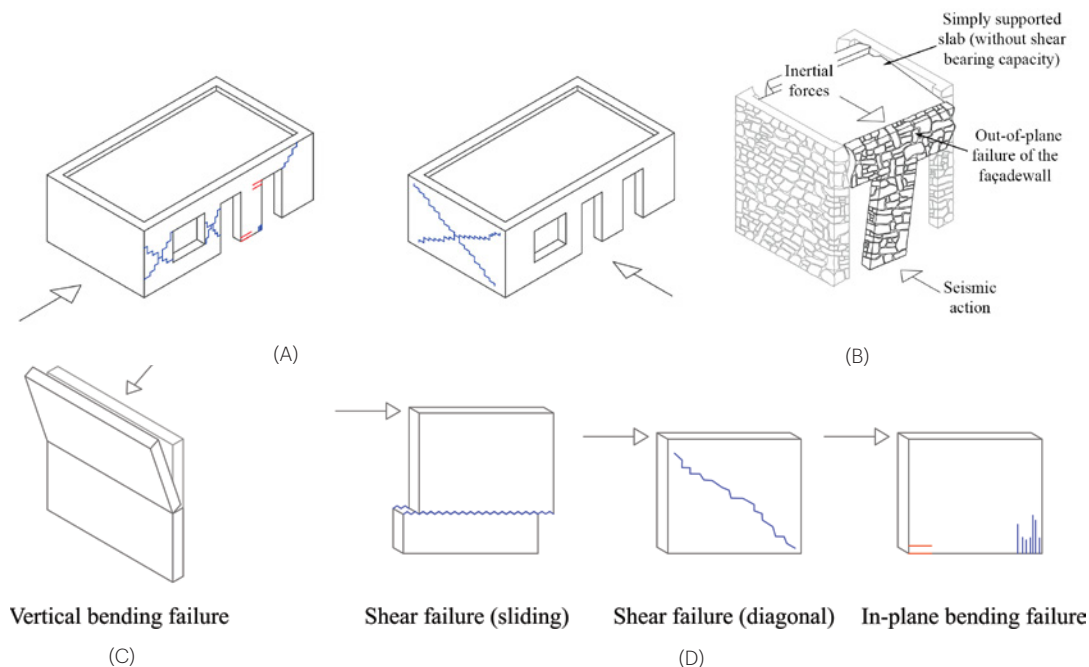 Simply supported
slab (without shear
bearing capacity)
Inertial
forces
Out-of-plane
failure of the
façadewall
Seismic
action
(A)
(B)
Vertical bending failure
Shear failure (sliding)
Shear failure (diagonal)
In-plane bending failure
(C)
(D)